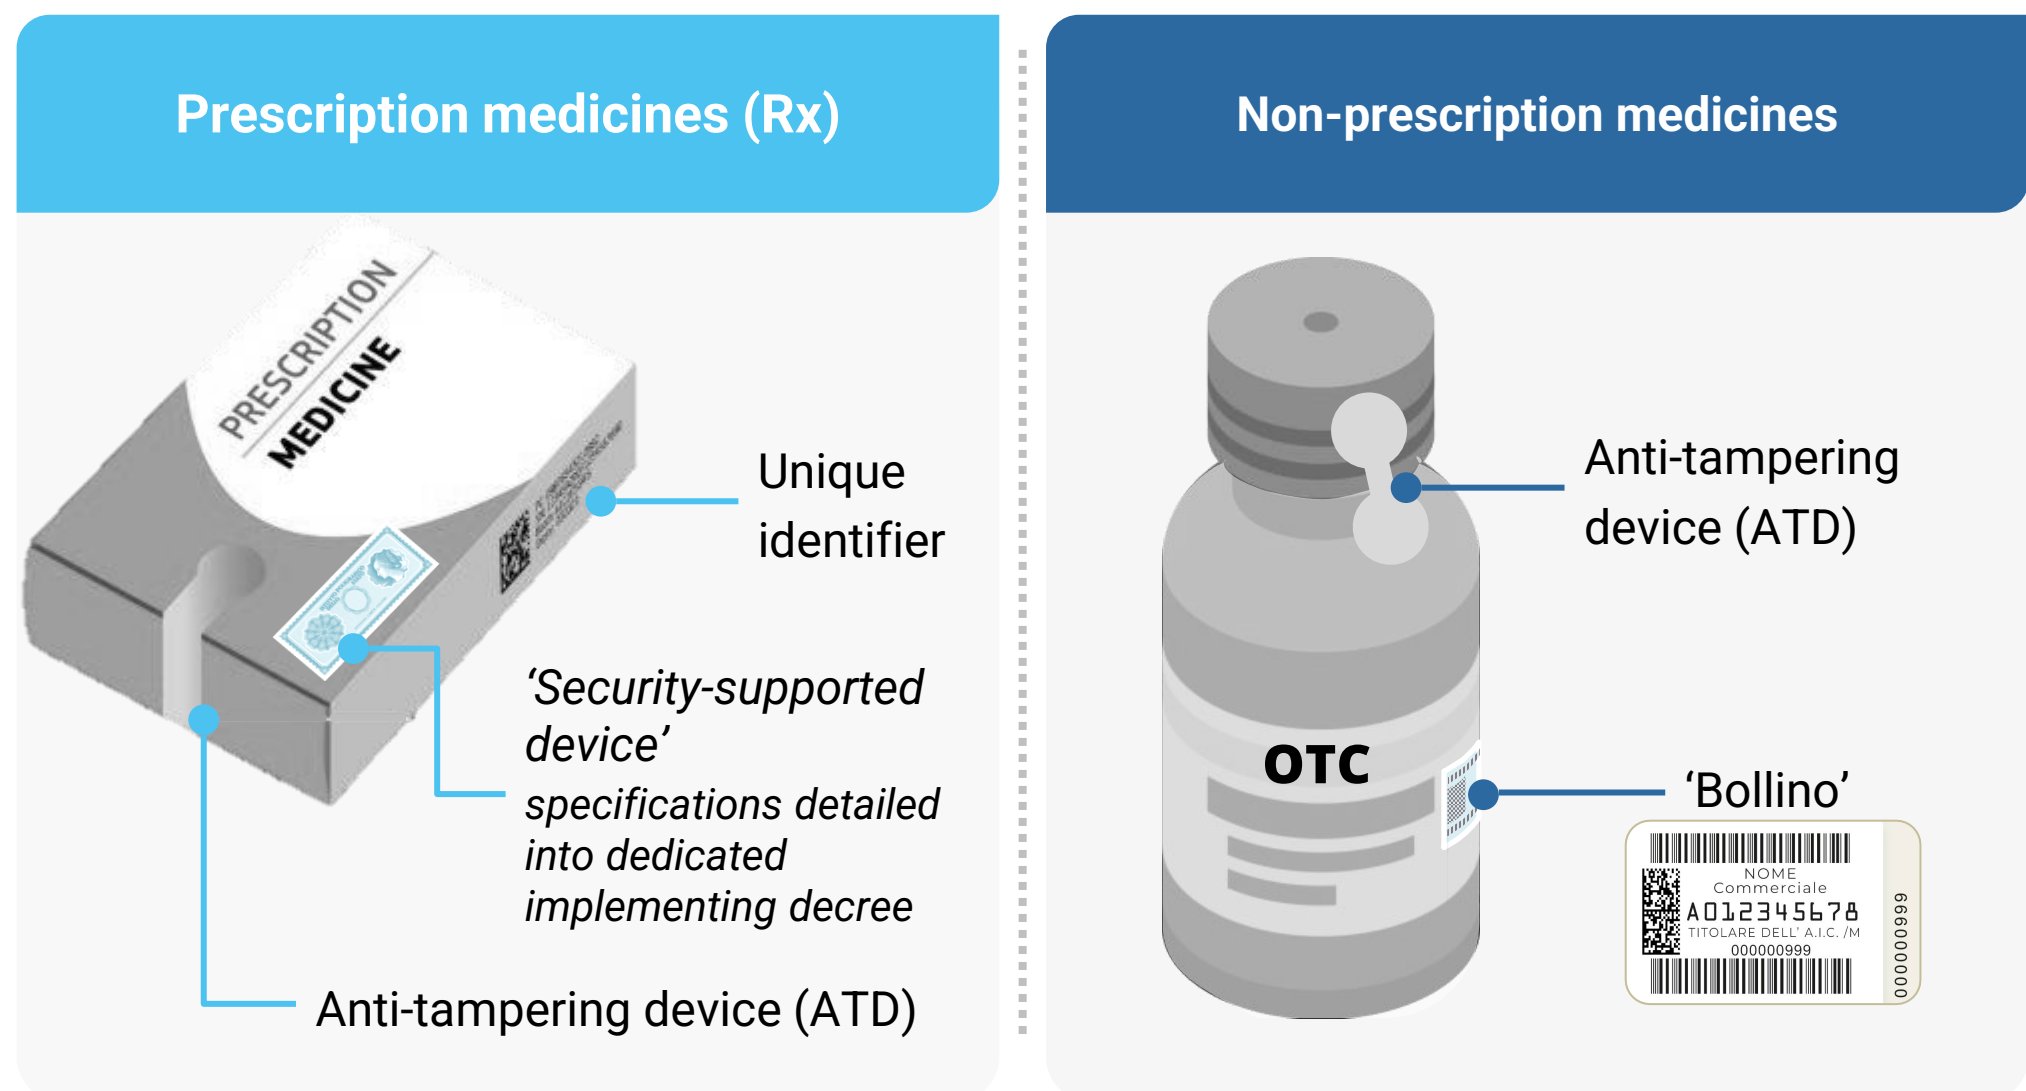 Prescription medicines (Rx)
PRESCRIPTION
MEDICINE
Unique
identifier
‘Security-supported
device’
specifications detailed
into dedicated
implementing decree
Anti-tampering device (ATD)
Non-prescription medicines
Anti-tampering
device (ATD)
OTC
‘Bollino’
NOME
Commerciale
A012345678
TITOLARE DELL' A.I.C. /M
000000999
000000999